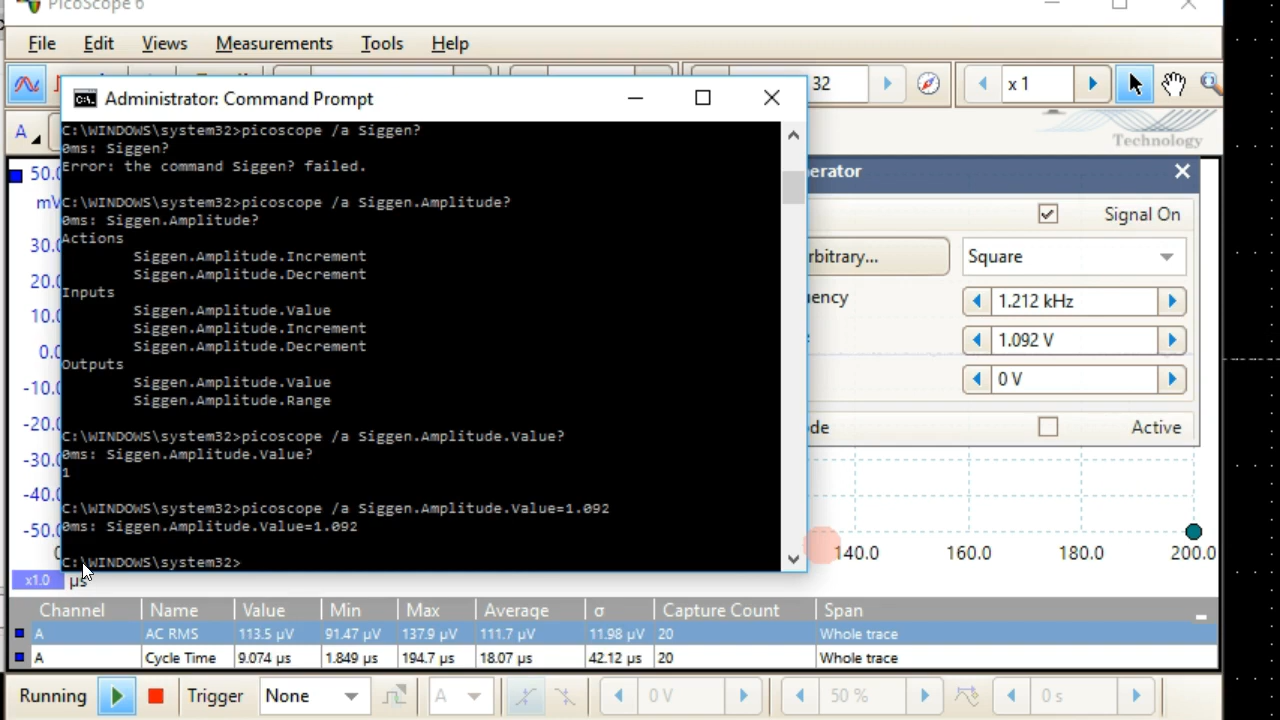 PicoScope 6
File Edit Views Measurements Tools Help
32 x 1
Administrator: Command Prompt
A
Technology
C:\WINDOWS\system32>picoscope /a Siggen?
0ms: Siggen?
Error: the command Siggen? failed.
C:\WINDOWS\system32>picoscope /a Siggen.Amplitude?
0ms: Siggen.Amplitude?
Actions
Siggen.Amplitude.Increment
Siggen.Amplitude.Decrement
Inputs
Siggen.Amplitude.Value
Siggen.Amplitude.Increment
Siggen.Amplitude.Decrement
Outputs
Siggen.Amplitude.Value
Siggen.Amplitude.Range
C:\WINDOWS\system32>picoscope /a Siggen.Amplitude.Value?
0ms: Siggen.Amplitude.Value?
1
C:\WINDOWS\system32>picoscope /a Siggen.Amplitude.Value=1.092
0ms: Siggen.Amplitude.Value=1.092
C:\WINDOWS\system32>
50.0
mV
30.0
20.0
10.0
0.0
-10.0
-20.0
-30.0
-40.0
-50.0
erator
Signal On
rbitrary... Square
uency 1.212 kHz
1.092 V
0 V
de Active
140.0 160.0 180.0 200.0
x1.0 µs
Channel Name Value Min Max Average σ Capture Count Span
A AC RMS 113.5 µV 91.47 µV 137.9 µV 111.7 µV 11.98 µV 20 Whole trace
A Cycle Time 9.074 µs 1.849 µs 194.7 µs 18.07 µs 42.12 µs 20 Whole trace
Running Trigger None A 0 V 50 % 0 s